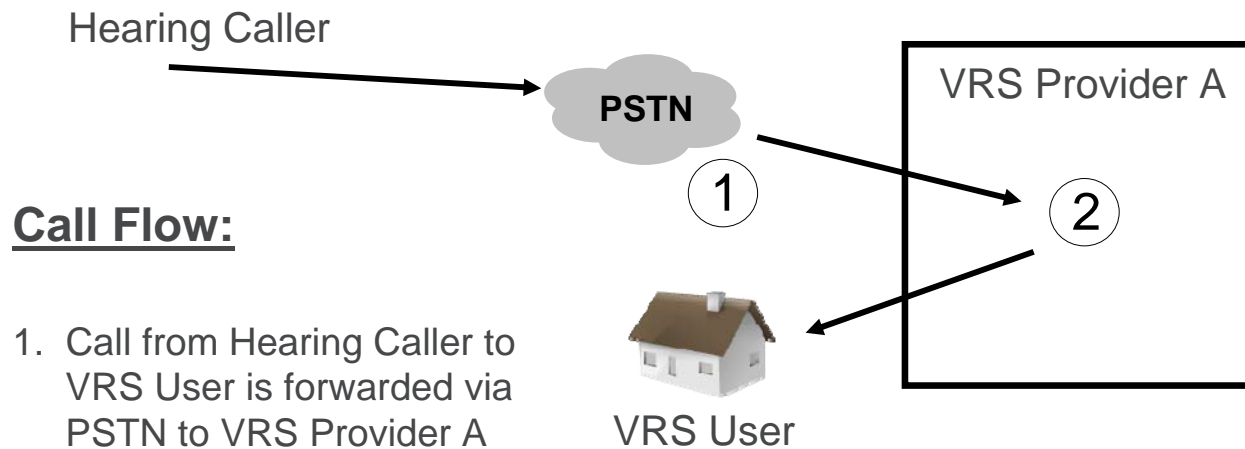 Hearing Caller
PSTN
VRS Provider A
1
2
Call Flow:
1. Call from Hearing Caller to
VRS User is forwarded via
PSTN to VRS Provider A
VRS User